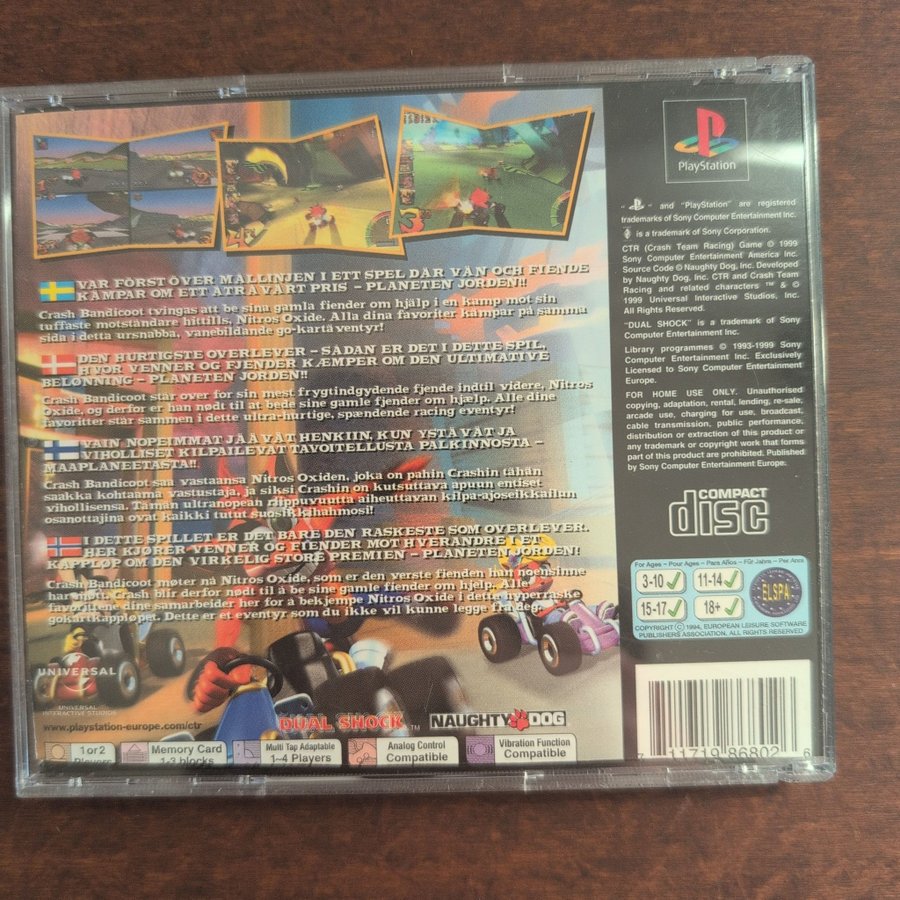 VAR FÖRST ÖVER MÅLLINJEN I ETT SPEL DÄR VÄN OCH FIENDE
KÄMPAR OM ETT ÅTRÅVÄRT PRIS – PLANETEN JORDEN!!
Crash Bandicoot tvingas att be sina gamla fiender om hjälp i en kamp mot sin
tuffaste motståndare hittills, Nitros Oxide. Alla dina favoriter kämpar på samma
sida i detta ursnabba, vanebildande go-kartäventyr!
DEN HURTIGSTE OVERLEVER – SÅDAN ER DET I DETTE SPIL,
HVOR VENNER OG FJENDER KÆMPER OM DEN ULTIMATIVE
BELØNNING – PLANETEN JORDEN!!
Crash Bandicoot står over for sin mest frygtindgydende fjende indtil videre, Nitros
Oxide, og derfor er han nødt til at bede sine gamle fjender om hjælp. Alle dine
favoritter står sammen i dette ultra-hurtige, spændende racing eventyr!
VAIN NOPEIMMAT JÄÄVÄT HENKIIN, KUN YSTÄVÄT JA
VIHOLLISET KILPAILEVAT TAVOITELLUSTA PALKINNOSTA –
MAAPLANEETASTA!!
Crash Bandicoot saa vastaansa Nitros Oxiden, joka on pahin Crashin tähän
saakka kohtaama vastustaja, ja siksi Crashin on kutsuttava apuun entiset
vihollisensa. Tämän ultranopean riippuvuutta aiheuttavan kilpa-ajoseikkailun
osanottajina ovat kaikki tutut suosikkihahmosi!
I DETTE SPILLET ER DET BARE DEN RASKESTE SOM OVERLEVER.
HER KJØRER VENNER OG FIENDER MOT HVERANDRE I ET
KAPPLØP OM DEN VIRKELIG STORE PREMIEN – PLANETEN JORDEN!
Crash Bandicoot møter nå Nitros Oxide, som er den verste fienden han noensinne
har møtt. Crash blir derfor nødt til å be sine gamle fiender om hjelp. Alle
favorittene dine samarbeider her for å bekjempe Nitros Oxide i dette hyperraske
gokartkappløpet. Dette er et eventyr som du ikke vil kunne legge fra deg.
UNIVERSAL
UNIVERSAL
INTERACTIVE STUDIOS
www.playstation-europe.com/ctr
DUAL SHOCK™
NAUGHTY DOG
1 or 2
Players
Memory Card
1-3 blocks
Multi Tap Adaptable
1–4 Players
Analog Control
Compatible
Vibration Function
Compatible
PlayStation
" " and "PlayStation" are registered
trademarks of Sony Computer Entertainment Inc.
is a trademark of Sony Corporation.
CTR (Crash Team Racing) Game © 1999
Sony Computer Entertainment America Inc.
Source Code © Naughty Dog, Inc. Developed
by Naughty Dog, Inc. CTR and Crash Team
Racing and related characters ™ & ©
© 1999 Universal Interactive Studios, Inc.
All Rights Reserved.
"DUAL SHOCK" is a trademark of Sony
Computer Entertainment Inc.
Library programmes © 1993-1999 Sony
Computer Entertainment Inc. Exclusively
Licensed to Sony Computer Entertainment
Europe.
FOR HOME USE ONLY. Unauthorised
copying, adaptation, rental, lending, re-sale,
arcade use, charging for use, broadcast,
cable transmission, public performance,
distribution or extraction of this product or
any trademark or copyright work that forms
part of this product are prohibited. Published
by Sony Computer Entertainment Europe.
COMPACT
disc
For Ages - Pour Ages - Para Años - Für Jahre - Per Anni
3-10
11-14
15-17
18+
ELSPA
COPYRIGHT © 1994, EUROPEAN LEISURE SOFTWARE
PUBLISHERS ASSOCIATION, ALL RIGHTS RESERVED
7 11719 86802 6